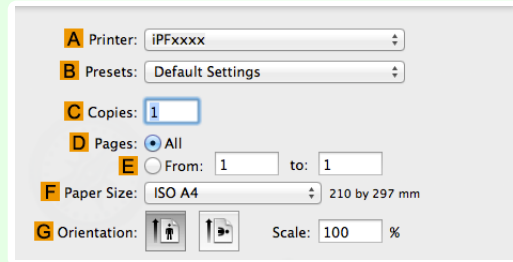 A Printer: iPFxxxx
B Presets: Default Settings
C Copies: 1
D Pages: All
E From: 1 to: 1
F Paper Size: ISO A4 210 by 297 mm
G Orientation: Scale: 100 %